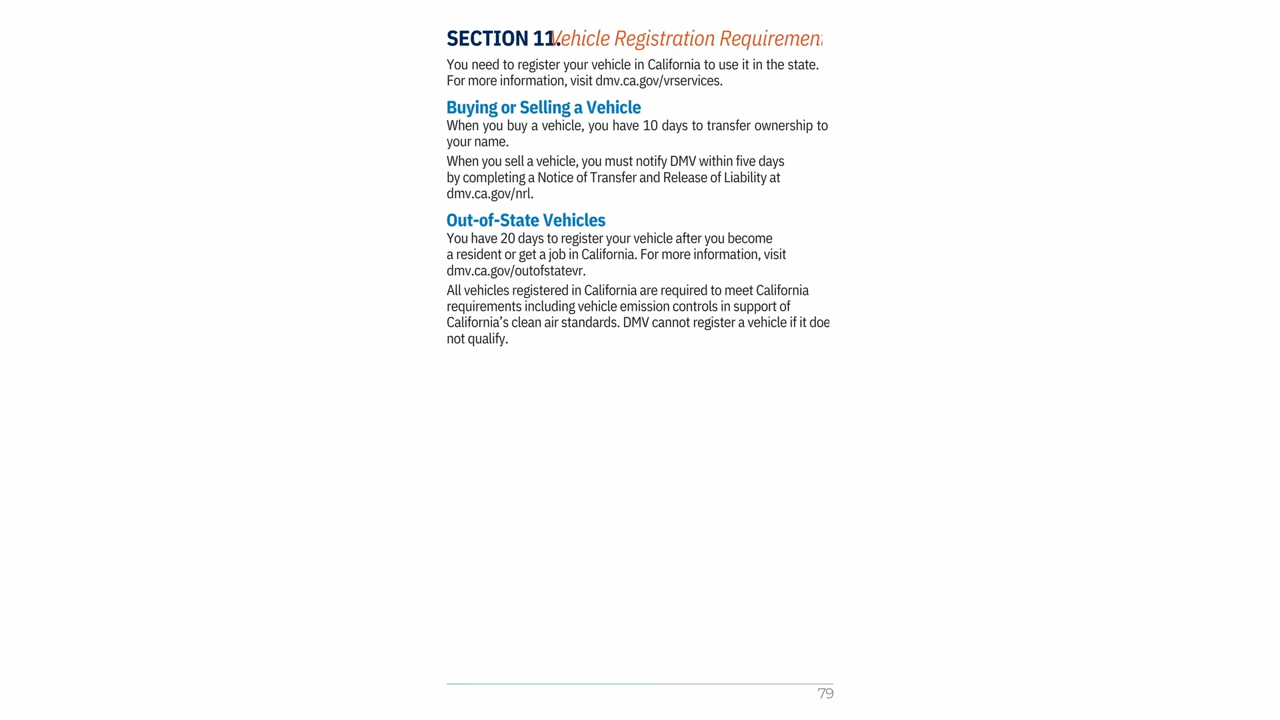 SECTION 11. Vehicle Registration Requiremen
You need to register your vehicle in California to use it in the state.
For more information, visit dmv.ca.gov/vrservices.
Buying or Selling a Vehicle
When you buy a vehicle, you have 10 days to transfer ownership to
your name.
When you sell a vehicle, you must notify DMV within five days
by completing a Notice of Transfer and Release of Liability at
dmv.ca.gov/nrl.
Out-of-State Vehicles
You have 20 days to register your vehicle after you become
a resident or get a job in California. For more information, visit
dmv.ca.gov/outofstatevr.
All vehicles registered in California are required to meet California
requirements including vehicle emission controls in support of
California’s clean air standards. DMV cannot register a vehicle if it doe
not qualify.
79